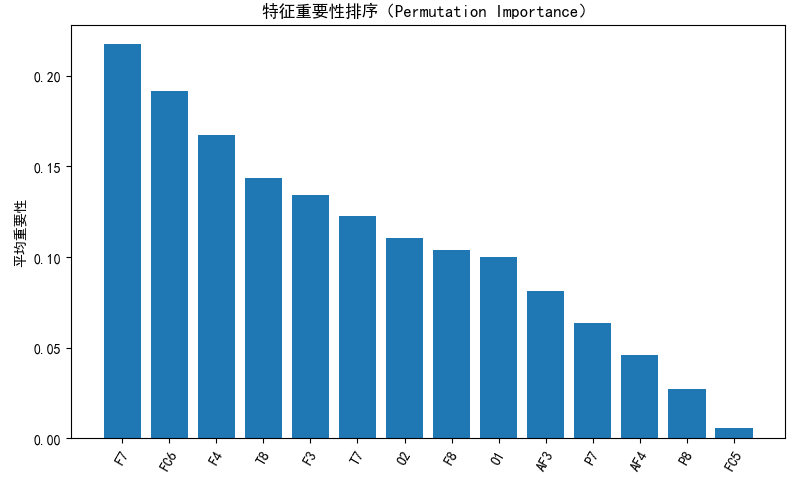 特征重要性排序（Permutation Importance）
平均重要性
0.20
0.15
0.10
0.05
0.00
F7
FC6
F4
T8
F3
T7
O2
F8
O1
AF3
P7
AF4
P8
FC5